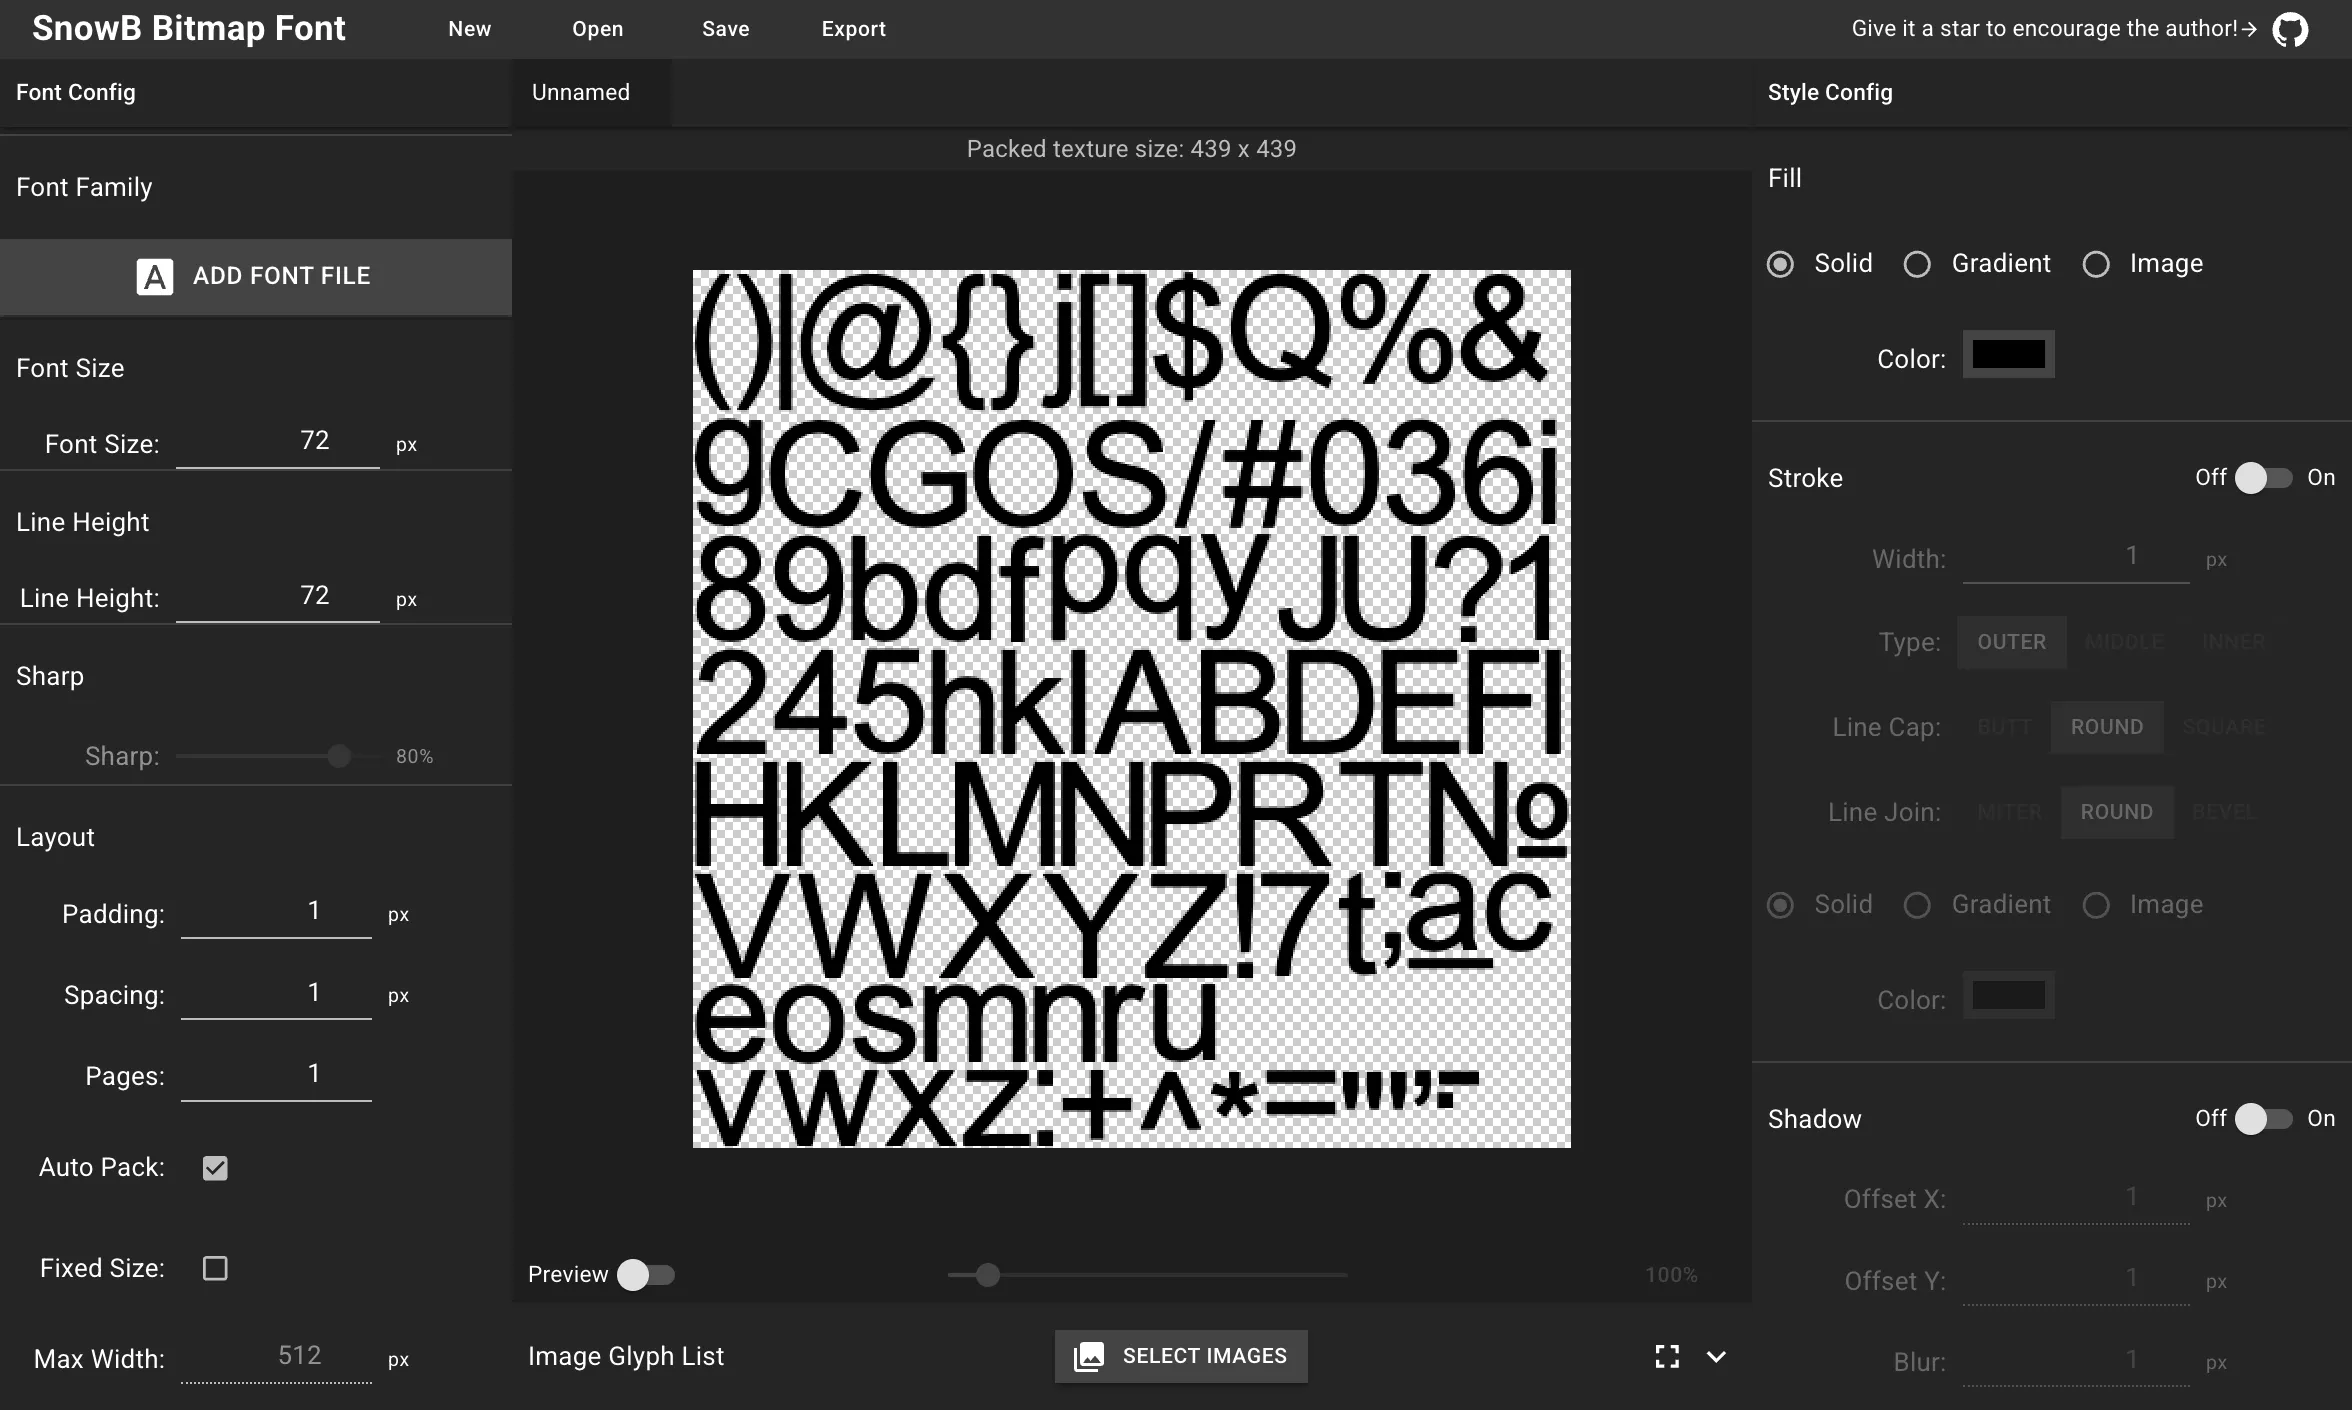 SnowB Bitmap Font New Open Save Export Give it a star to encourage the author!→
Font Config
Font Family
ADD FONT FILE
Font Size
Font Size: 72 px
Line Height
Line Height: 72 px
Sharp
Sharp: 80%
Layout
Padding: 1 px
Spacing: 1 px
Pages: 1
Auto Pack:
Fixed Size:
Max Width: 512 px
Unnamed
Packed texture size: 439 x 439
()|@{}j[]$Q%&
gCGOS/#036i
89bdfpqyJU?1
245hklABDEFI
HKLMNPRTN№
VWXYZ!7t;ac
eosmnru
vwxz:+^*="',.-
Preview 100%
Image Glyph List SELECT IMAGES
Style Config
Fill
Solid Gradient Image
Color:
Stroke Off On
Width: 1 px
Type: OUTER MIDDLE INNER
Line Cap: BUTT ROUND SQUARE
Line Join: MITER ROUND BEVEL
Solid Gradient Image
Color:
Shadow Off On
Offset X: 1 px
Offset Y: 1 px
Blur: 1 px